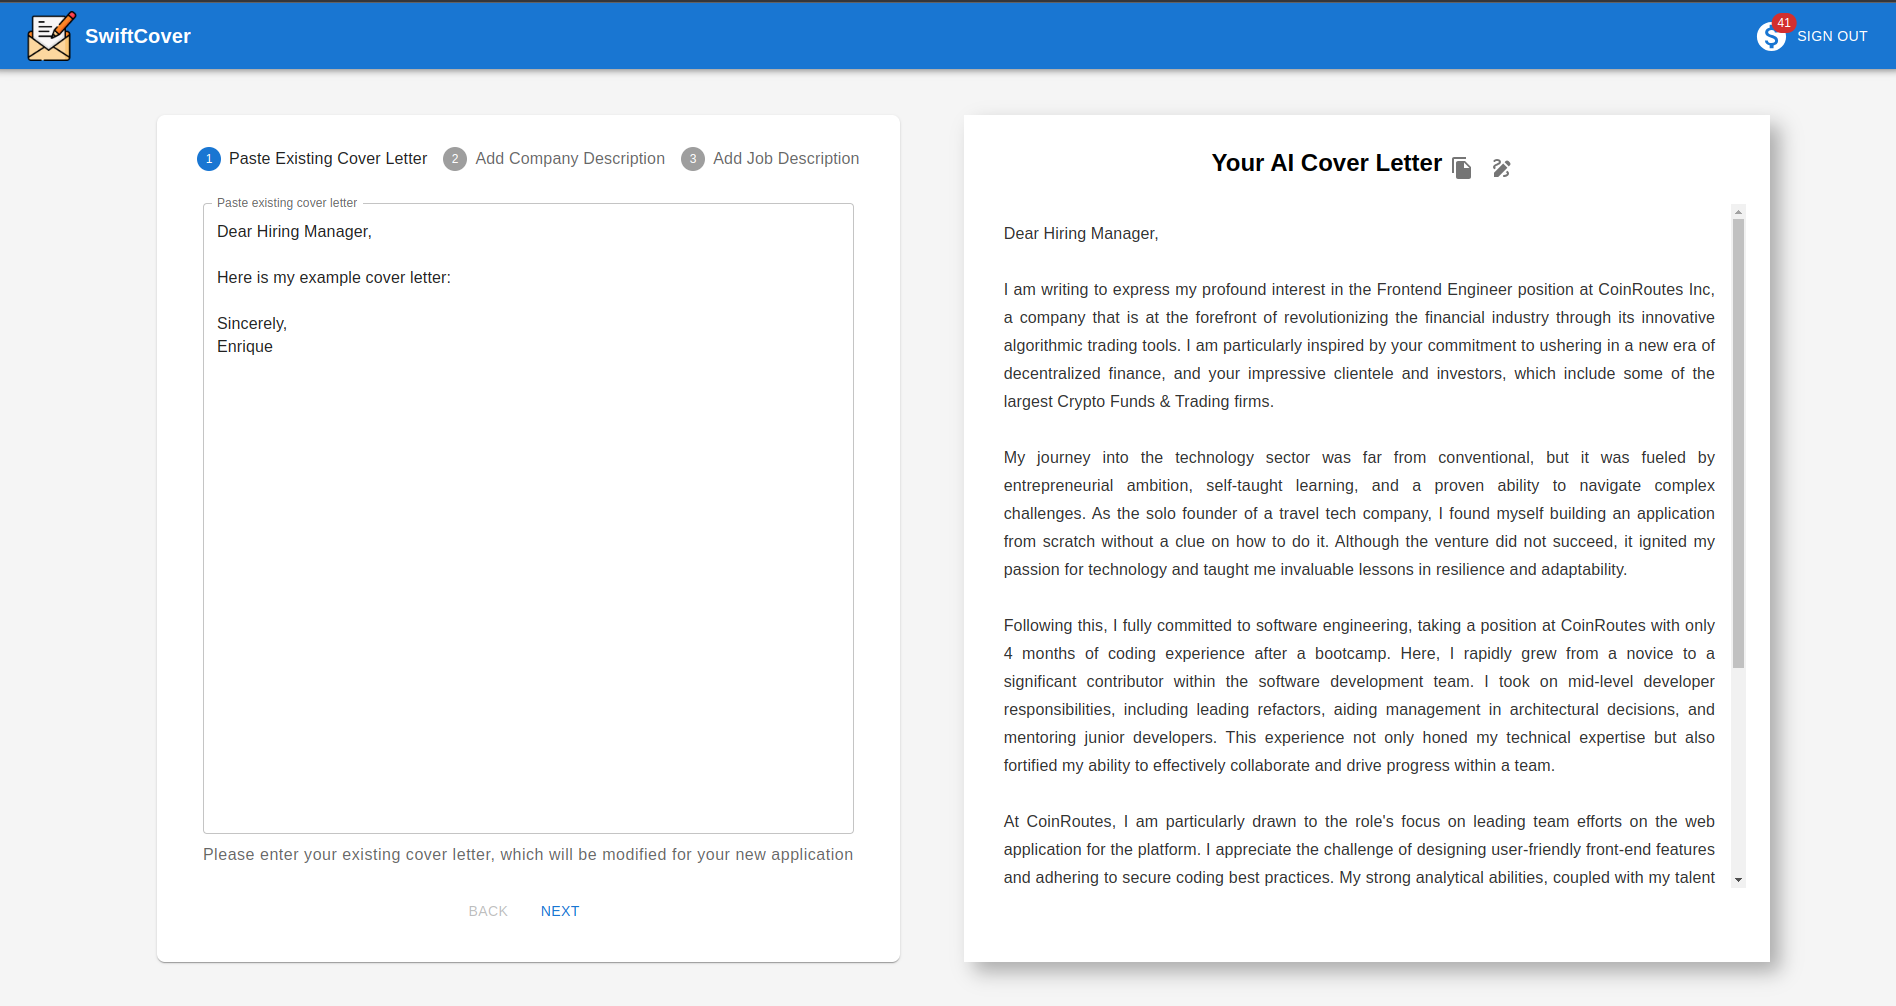 SwiftCover
41
SIGN OUT
1 Paste Existing Cover Letter 2 Add Company Description 3 Add Job Description
Paste existing cover letter
Dear Hiring Manager,
Here is my example cover letter:
Sincerely,
Enrique
Please enter your existing cover letter, which will be modified for your new application
BACK NEXT
Your AI Cover Letter
Dear Hiring Manager,
I am writing to express my profound interest in the Frontend Engineer position at CoinRoutes Inc,
a company that is at the forefront of revolutionizing the financial industry through its innovative
algorithmic trading tools. I am particularly inspired by your commitment to ushering in a new era of
decentralized finance, and your impressive clientele and investors, which include some of the
largest Crypto Funds & Trading firms.
My journey into the technology sector was far from conventional, but it was fueled by
entrepreneurial ambition, self-taught learning, and a proven ability to navigate complex
challenges. As the solo founder of a travel tech company, I found myself building an application
from scratch without a clue on how to do it. Although the venture did not succeed, it ignited my
passion for technology and taught me invaluable lessons in resilience and adaptability.
Following this, I fully committed to software engineering, taking a position at CoinRoutes with only
4 months of coding experience after a bootcamp. Here, I rapidly grew from a novice to a
significant contributor within the software development team. I took on mid-level developer
responsibilities, including leading refactors, aiding management in architectural decisions, and
mentoring junior developers. This experience not only honed my technical expertise but also
fortified my ability to effectively collaborate and drive progress within a team.
At CoinRoutes, I am particularly drawn to the role's focus on leading team efforts on the web
application for the platform. I appreciate the challenge of designing user-friendly front-end features
and adhering to secure coding best practices. My strong analytical abilities, coupled with my talent